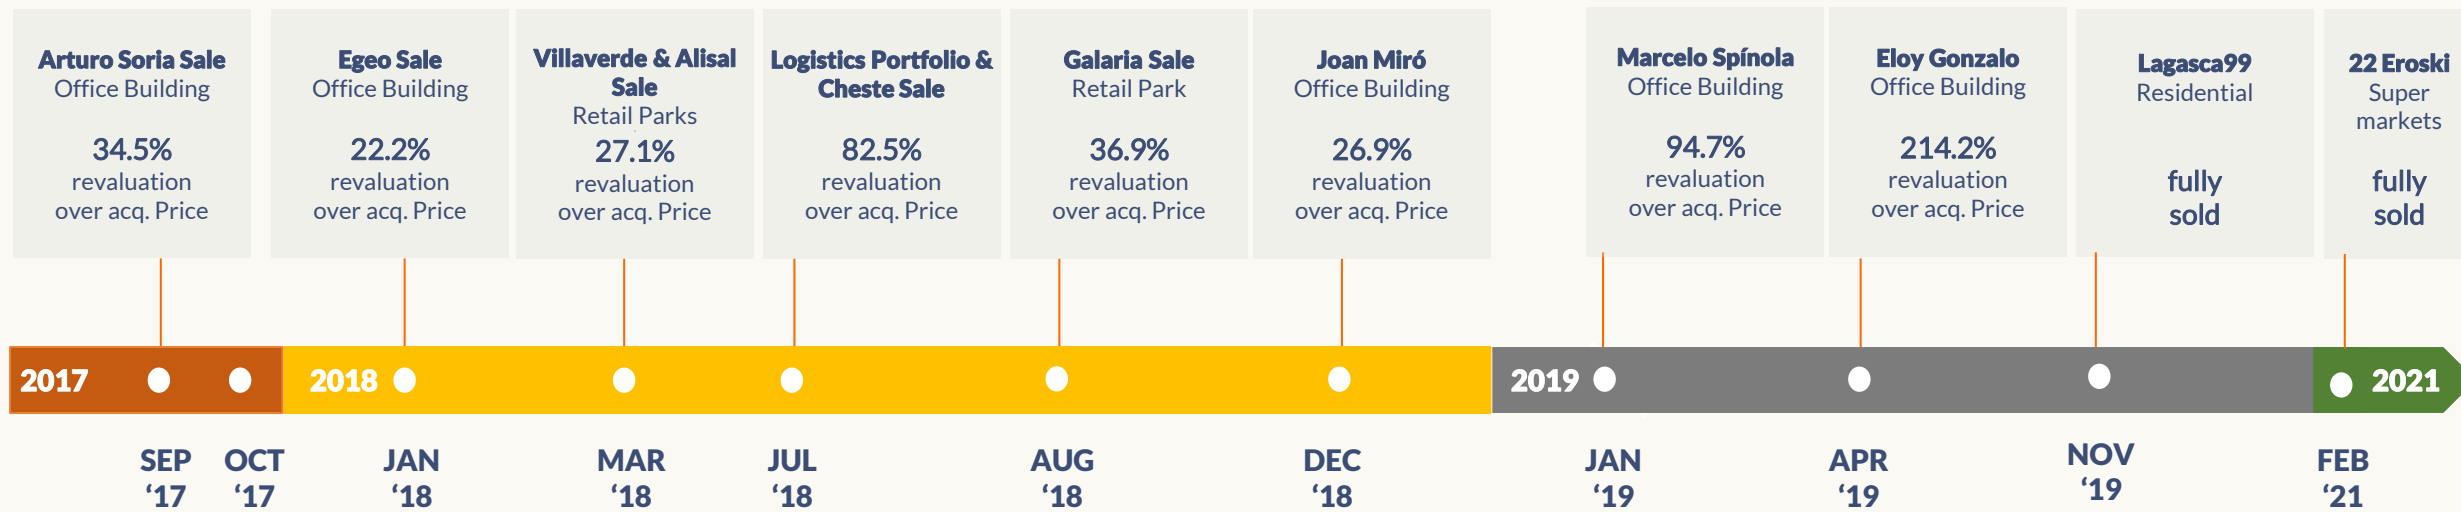 Arturo Soria Sale
Office Building
34.5%
revaluation
over acq. Price
Egeo Sale
Office Building
22.2%
revaluation
over acq. Price
Villaverde & Alisal
Sale
Retail Parks
27.1%
revaluation
over acq. Price
Logistics Portfolio &
Cheste Sale
82.5%
revaluation
over acq. Price
Galaria Sale
Retail Park
36.9%
revaluation
over acq. Price
Joan Miró
Office Building
26.9%
revaluation
over acq. Price
Marcelo Spínola
Office Building
94.7%
revaluation
over acq. Price
Eloy Gonzalo
Office Building
214.2%
revaluation
over acq. Price
Lagasca99
Residential
fully
sold
22 Eroski
Super
markets
fully
sold
2017
2018
2019
2021
SEP
‘17
OCT
‘17
JAN
‘18
MAR
‘18
JUL
‘18
AUG
‘18
DEC
‘18
JAN
‘19
APR
‘19
NOV
‘19
FEB
‘21